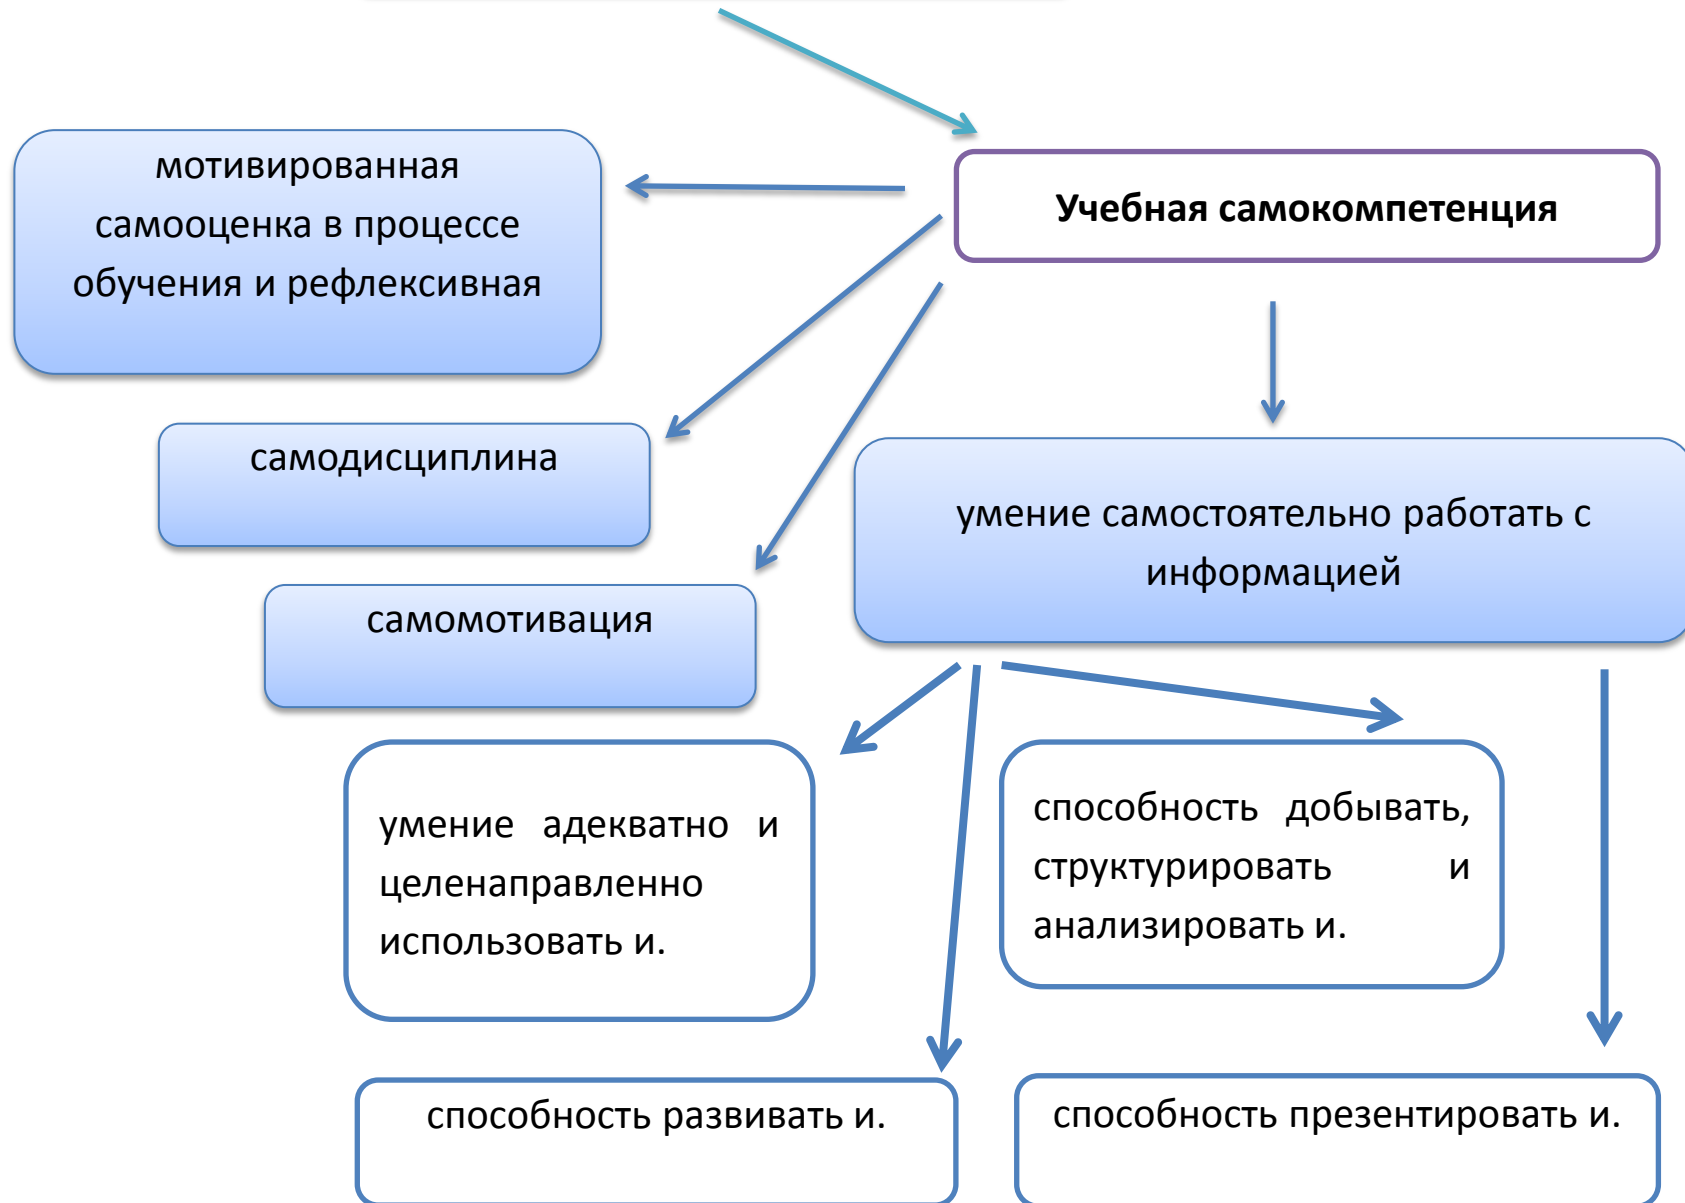 Учебная самокомпетенция
мотивированная
самооценка в процессе
обучения и рефлексивная
самодисциплина
самомотивация
умение самостоятельно работать с
информацией
умение адекватно и
целенаправленно
использовать и.
способность добывать,
структурировать и
анализировать и.
способность развивать и.
способность презентировать и.